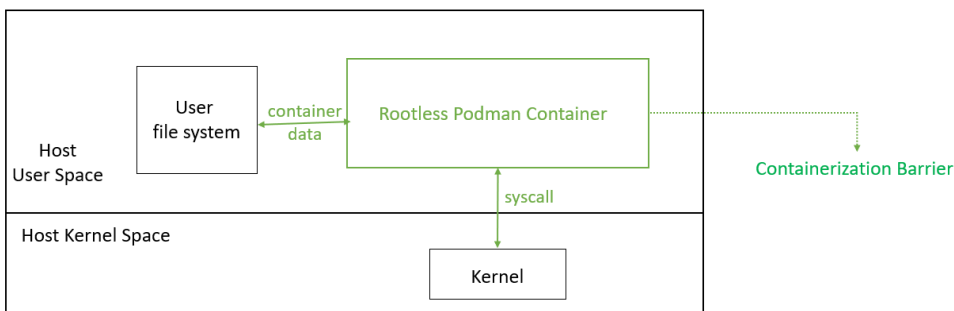 User
file system
container
data
Rootless Podman Container
Host
User Space
Containerization Barrier
syscall
Host Kernel Space
Kernel